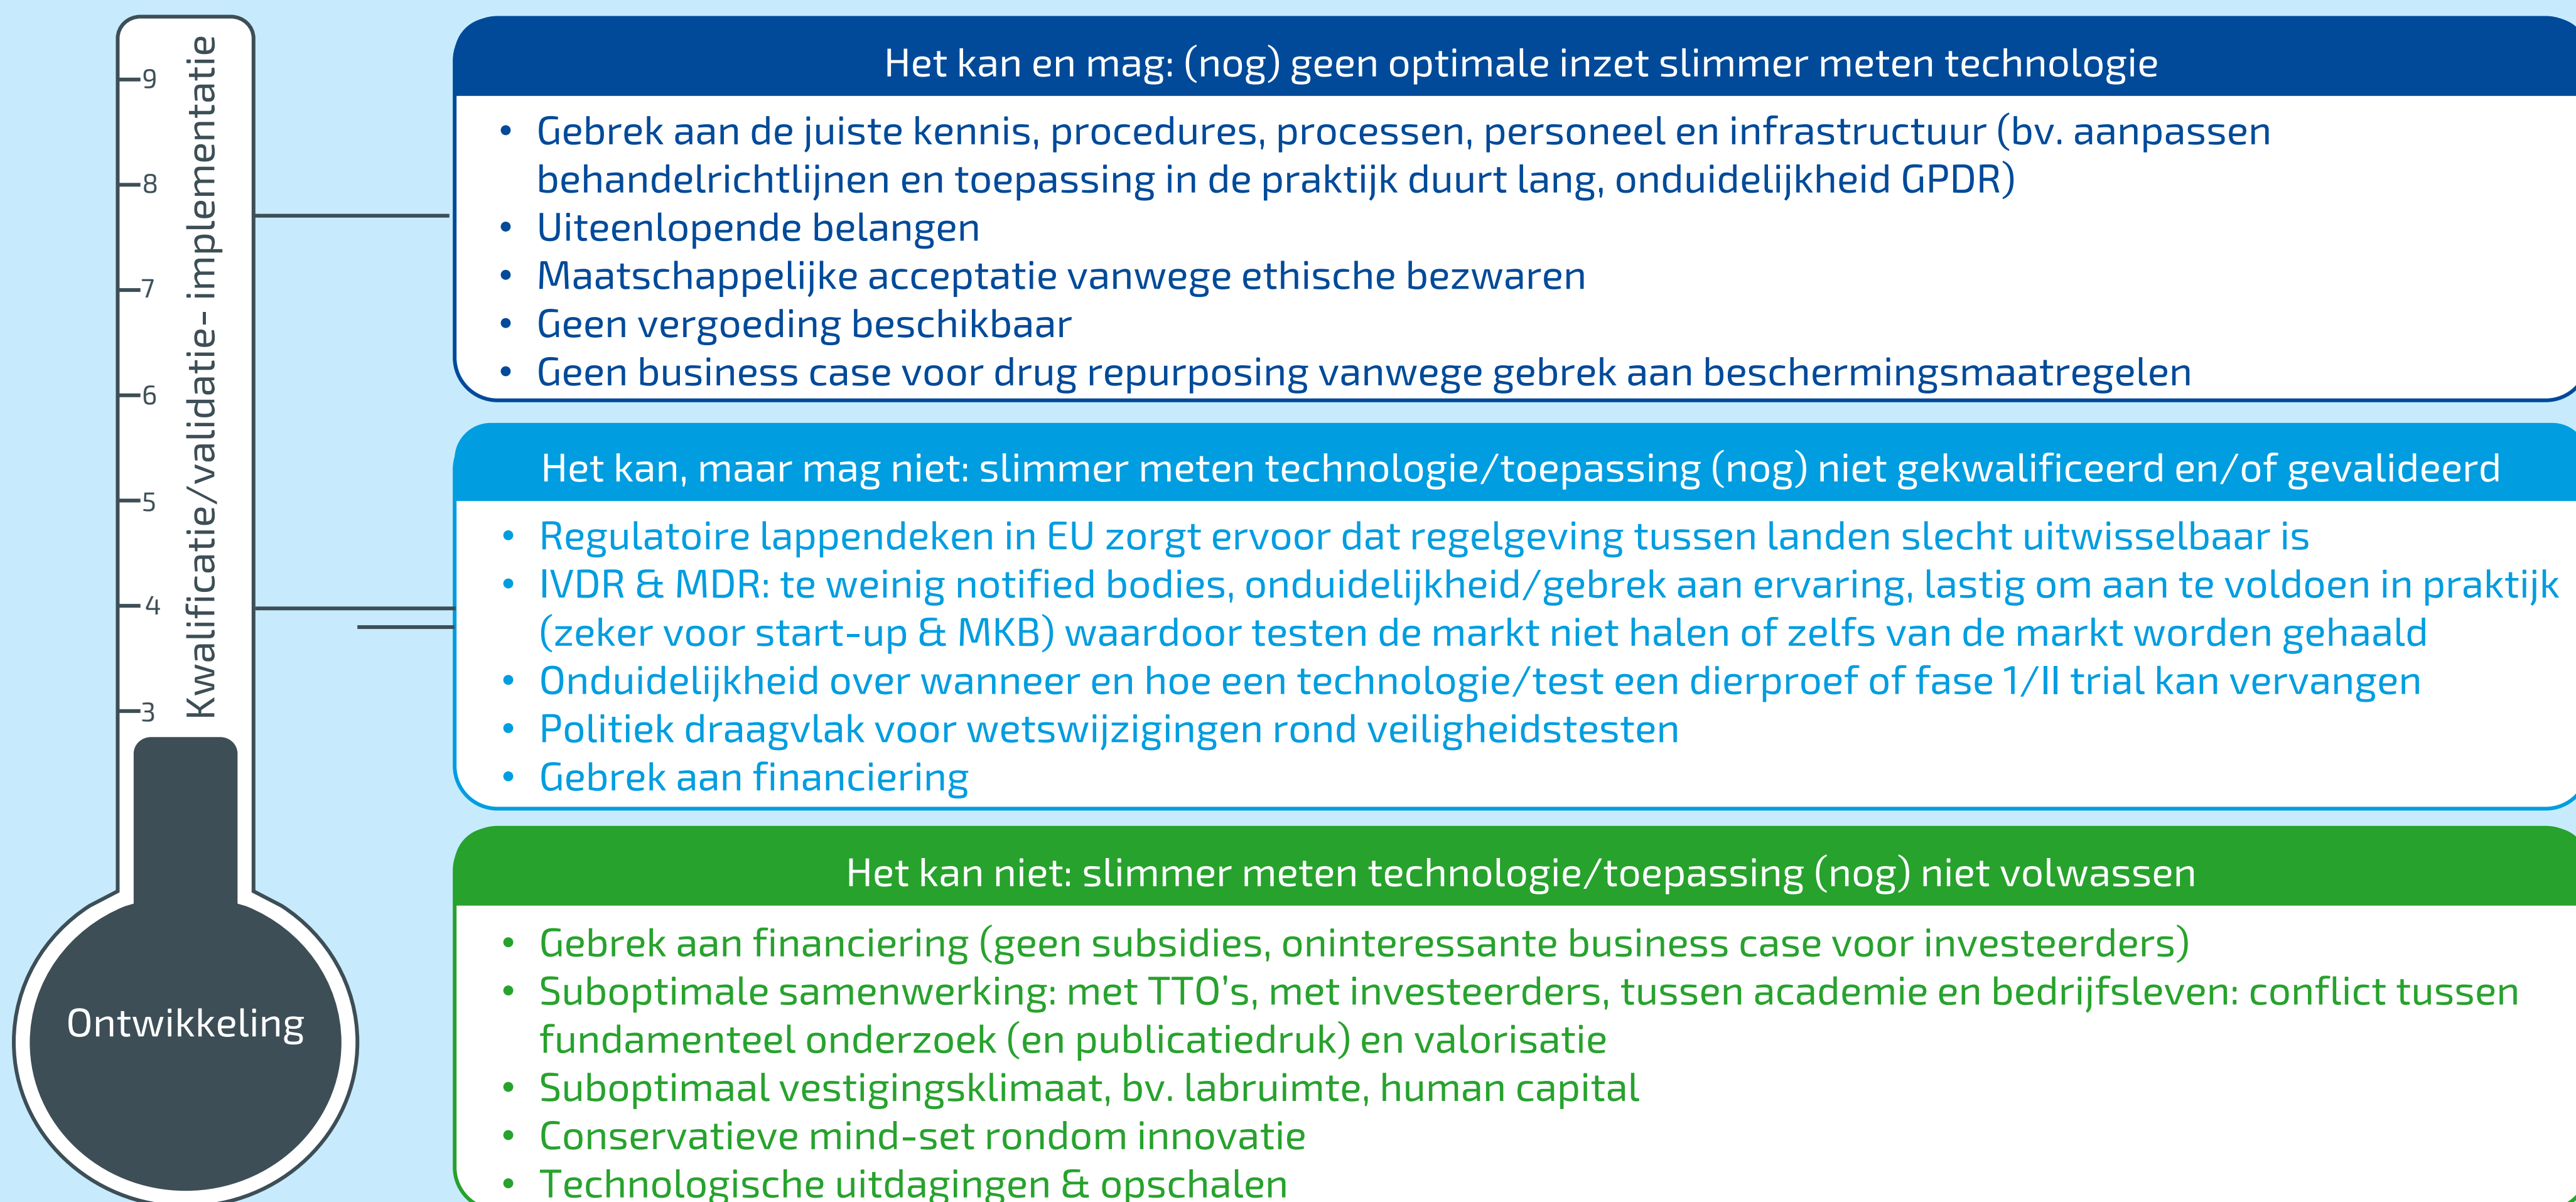 9
8
7
6
5
4
3
Kwalificatie/validatie- implementatie
Ontwikkeling
Het kan en mag: (nog) geen optimale inzet slimmer meten technologie
• Gebrek aan de juiste kennis, procedures, processen, personeel en infrastructuur (bv. aanpassen
behandelrichtlijnen en toepassing in de praktijk duurt lang, onduidelijkheid GPDR)
• Uiteenlopende belangen
• Maatschappelijke acceptatie vanwege ethische bezwaren
• Geen vergoeding beschikbaar
• Geen business case voor drug repurposing vanwege gebrek aan beschermingsmaatregelen
Het kan, maar mag niet: slimmer meten technologie/toepassing (nog) niet gekwalificeerd en/of gevalideerd
• Regulatoire lappendeken in EU zorgt ervoor dat regelgeving tussen landen slecht uitwisselbaar is
• IVDR & MDR: te weinig notified bodies, onduidelijkheid/gebrek aan ervaring, lastig om aan te voldoen in praktijk
(zeker voor start-up & MKB) waardoor testen de markt niet halen of zelfs van de markt worden gehaald
• Onduidelijkheid over wanneer en hoe een technologie/test een dierproef of fase 1/II trial kan vervangen
• Politiek draagvlak voor wetswijzigingen rond veiligheidstesten
• Gebrek aan financiering
Het kan niet: slimmer meten technologie/toepassing (nog) niet volwassen
• Gebrek aan financiering (geen subsidies, oninteressante business case voor investeerders)
• Suboptimale samenwerking: met TTO's, met investeerders, tussen academie en bedrijfsleven: conflict tussen
fundamenteel onderzoek (en publicatiedruk) en valorisatie
• Suboptimaal vestigingsklimaat, bv. labruimte, human capital
• Conservatieve mind-set rondom innovatie
• Technologische uitdagingen & opschalen